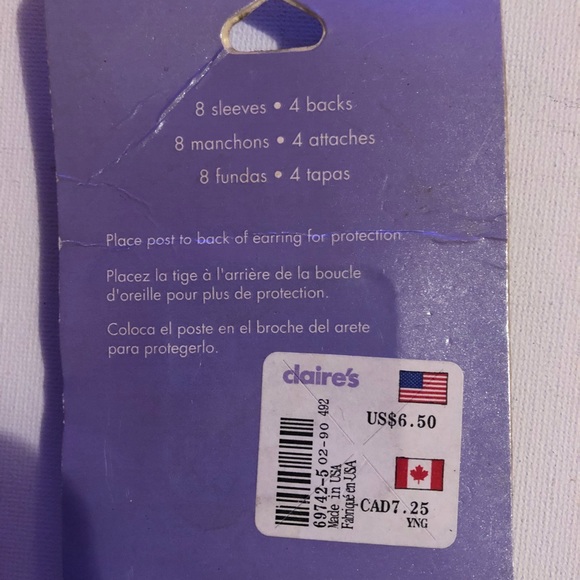 8 sleeves • 4 backs
8 manchons • 4 attaches
8 fundas • 4 tapas
Place post to back of earring for protection.
Placez la tige à l'arrière de la boucle
d'oreille pour plus de protection.
Coloca el poste en el broche del arete
para protegerlo.
claire's
US$6.50
CAD7.25
YNG
69742-5 02-90 492
Made in USA
Fabriqué en USA